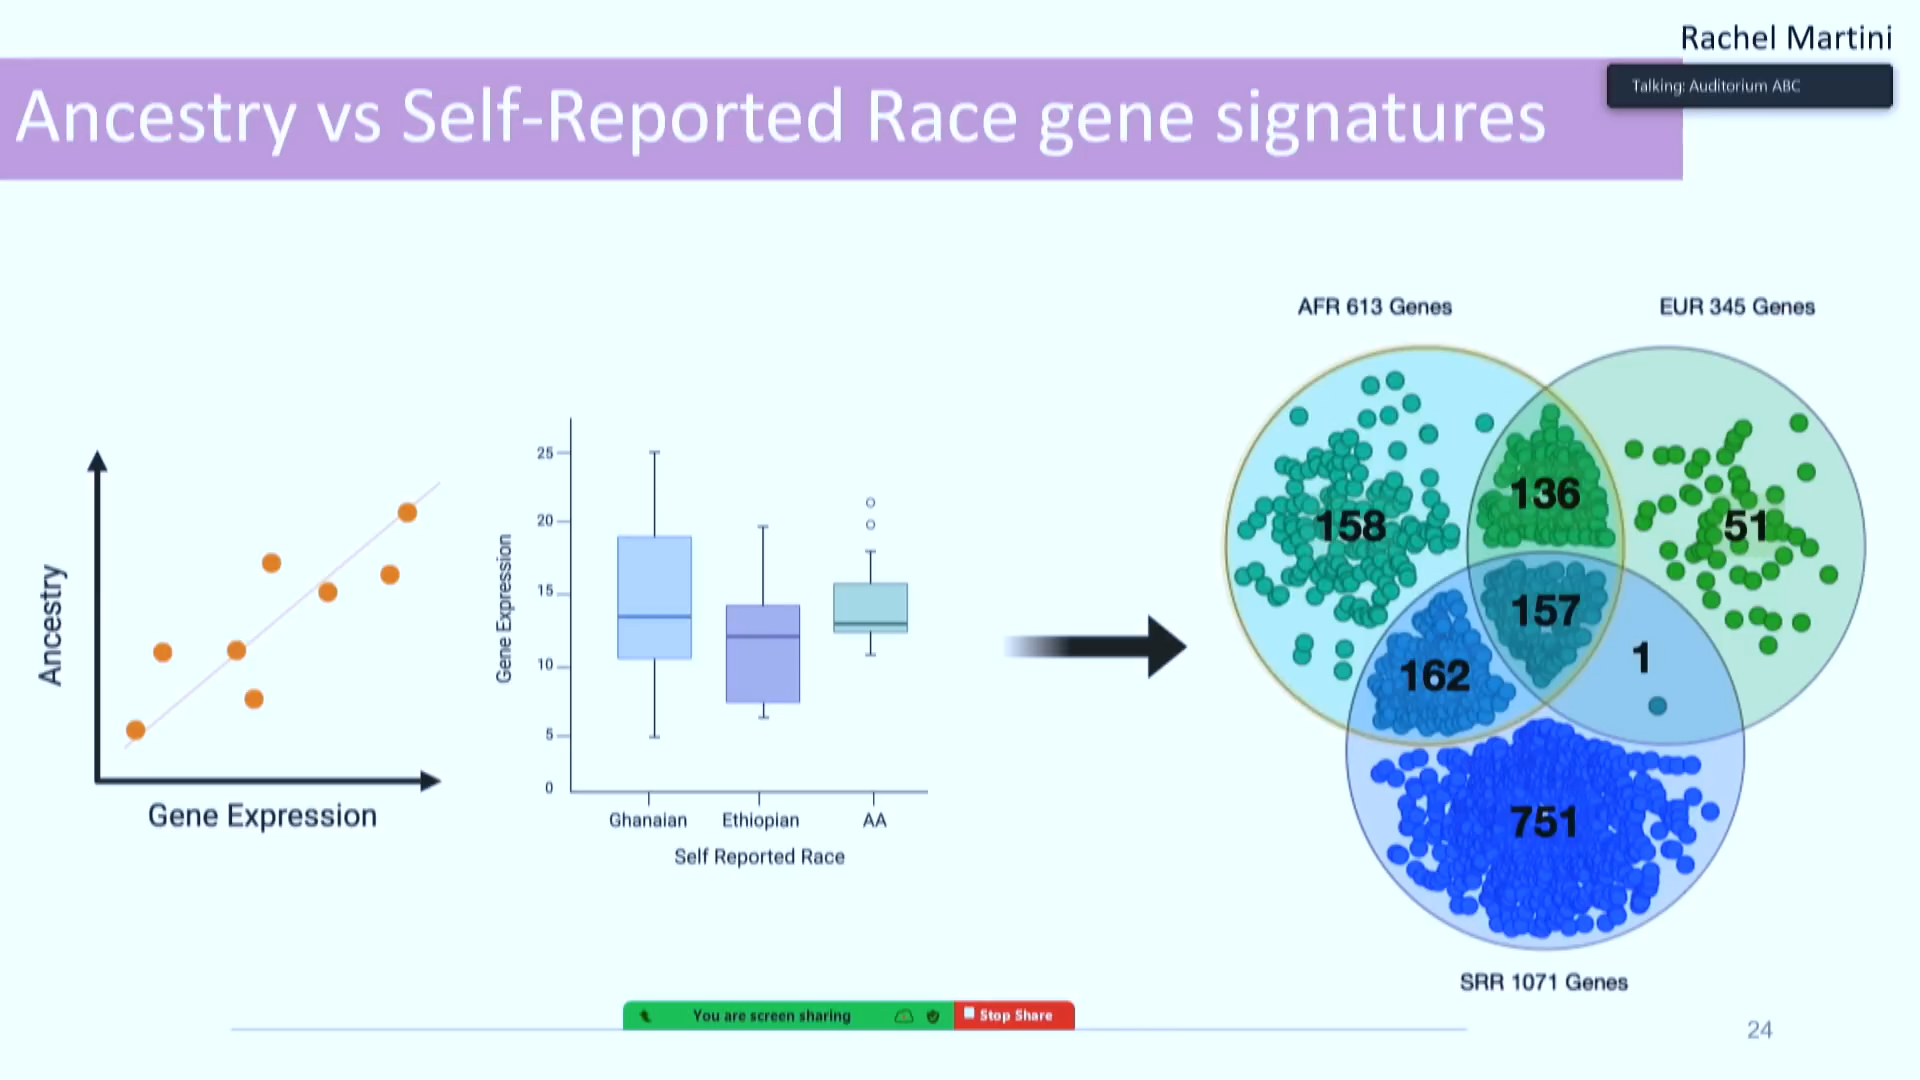 Rachel Martini
Talking: Auditorium ABC
Ancestry vs Self-Reported Race gene signatures
Ancestry
Gene Expression
Gene Expression
25
20
15
10
5
0
Ghanaian Ethiopian AA
Self Reported Race
AFR 613 Genes
EUR 345 Genes
158
136
51
157
162
1
751
SRR 1071 Genes
You are screen sharing
Stop Share
24